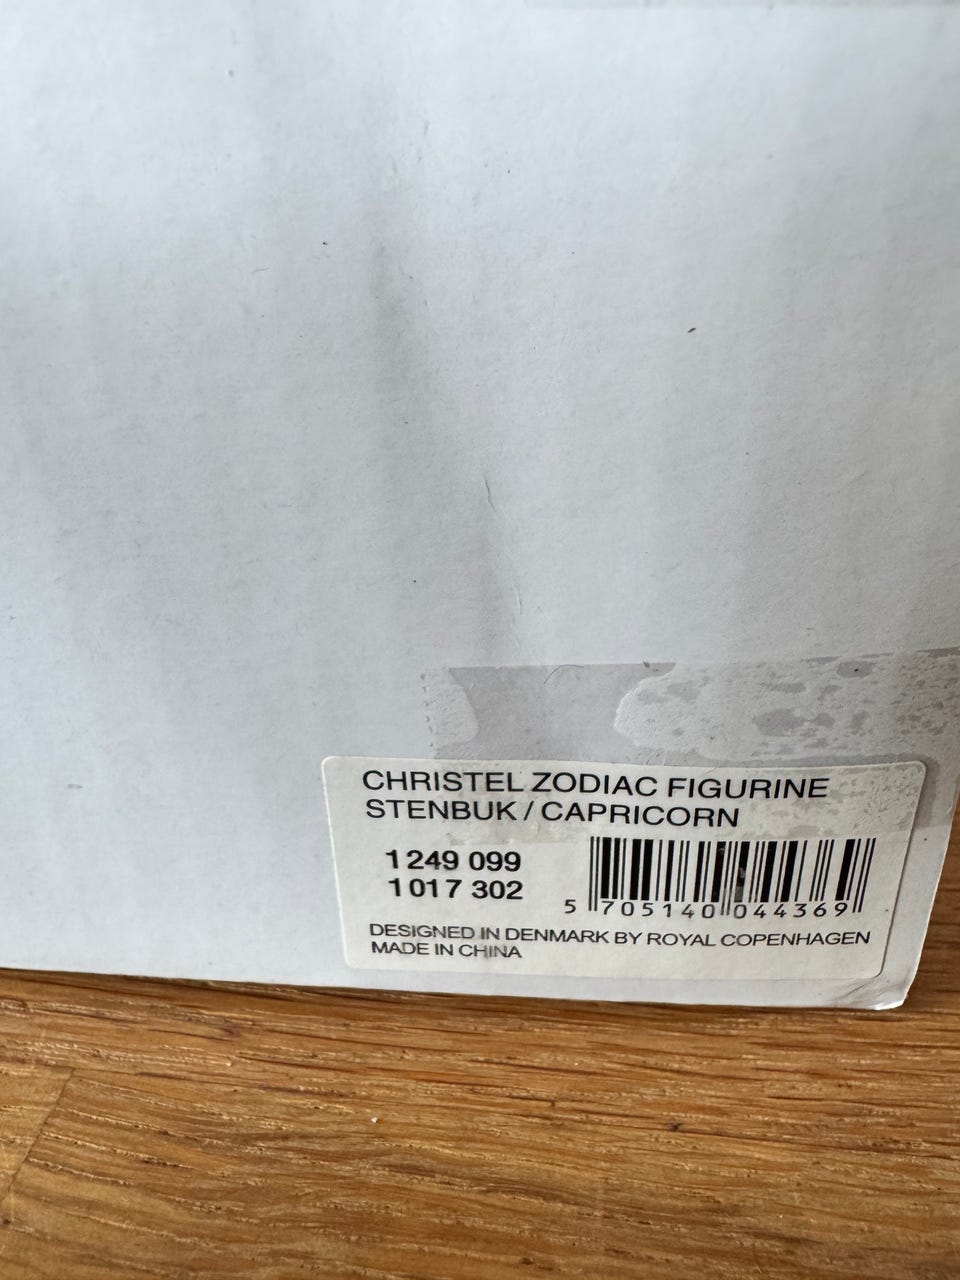 CHRISTEL ZODIAC FIGURINE
STENBUK / CAPRICORN
1 249 099
1 017 302
5 705140 044369
DESIGNED IN DENMARK BY ROYAL COPENHAGEN
MADE IN CHINA